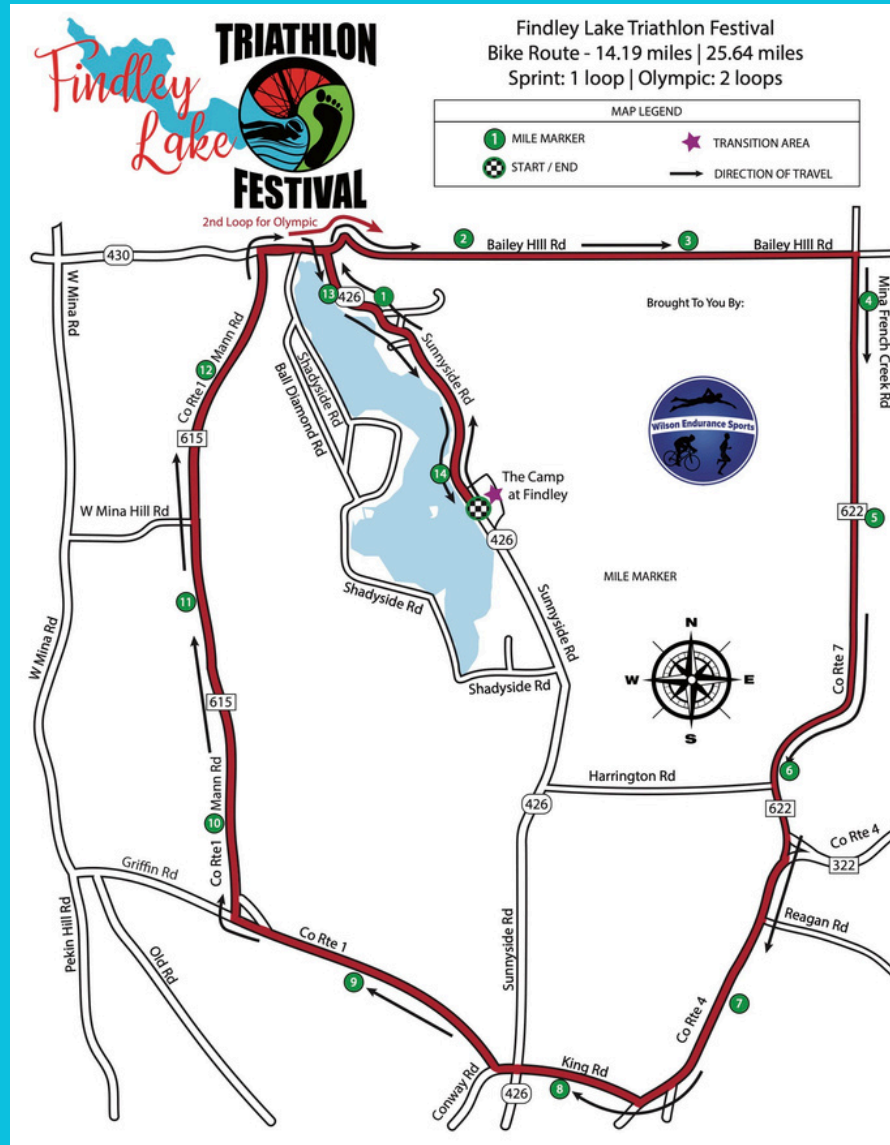 Findley
Lake
TRIATHLON
FESTIVAL
Findley Lake Triathlon Festival
Bike Route - 14.19 miles | 25.64 miles
Sprint: 1 loop | Olympic: 2 loops
MAP LEGEND
1 MILE MARKER
TRANSITION AREA
START / END
DIRECTION OF TRAVEL
2nd Loop for Olympic
430
W Mina Rd
2
Bailey HIll Rd
3
Bailey HIll Rd
13
426
1
4
Mina French Creek Rd
Brought To You By:
Sunnyside Rd
Shadyside Rd
Ball Diamond Rd
12
Co Rte1
Mann Rd
615
Wilson Endurance Sports
14
The Camp
at Findley
W Mina Hill Rd
622
5
426
MILE MARKER
11
Shadyside Rd
Sunnyside Rd
W Mina Rd
N
W
E
S
Shadyside Rd
Co Rte 7
615
6
Harrington Rd
426
622
10
Co Rte1
Mann Rd
Co Rte 4
322
Griffin Rd
Reagan Rd
Pekin Hill Rd
Old Rd
Co Rte 1
Sunnyside Rd
9
7
Co Rte 4
King Rd
Conway Rd
426
8